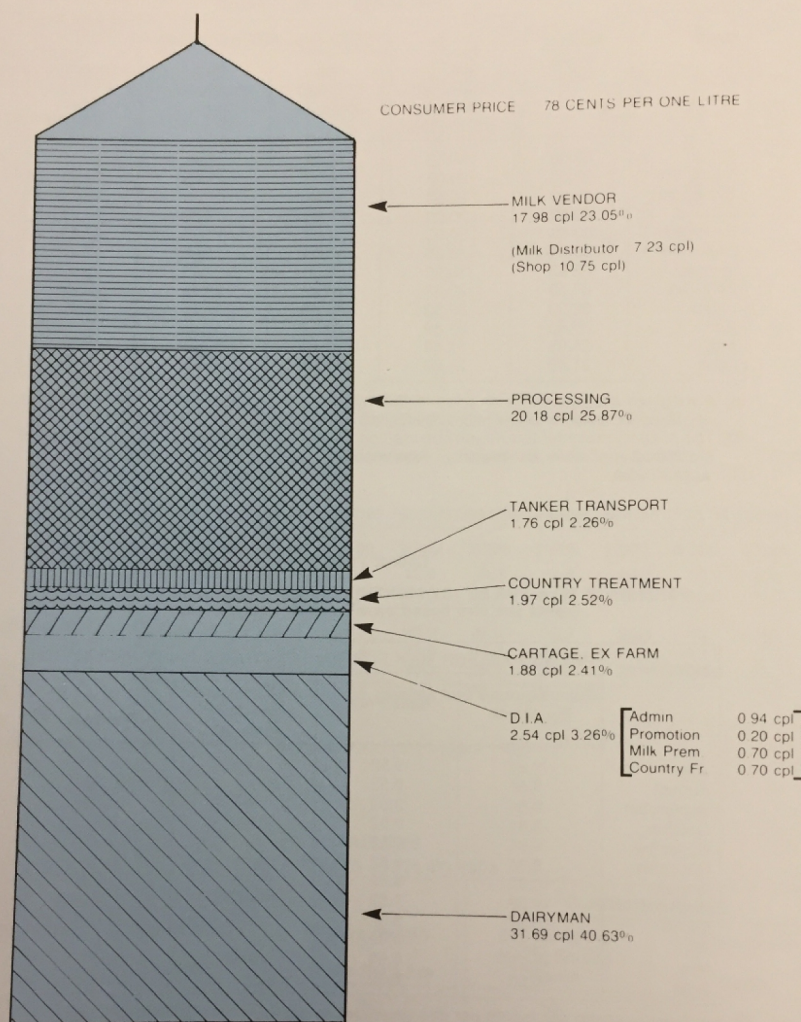 CONSUMER PRICE 78 CENTS PER ONE LITRE
MILK VENDOR
17 98 cpl 23.05%
(Milk Distributor 7 23 cpl)
(Shop 10 75 cpl)
PROCESSING
20 18 cpl 25.87%
TANKER TRANSPORT
1.76 cpl 2.26%
COUNTRY TREATMENT
1.97 cpl 2.52%
CARTAGE. EX FARM
1.88 cpl 2.41%
D.I.A.
2.54 cpl 3.26%
Admin 0 94 cpl
Promotion 0 20 cpl
Milk Prem. 0 70 cpl
Country Fr. 0 70 cpl
DAIRYMAN
31 69 cpl 40 63%